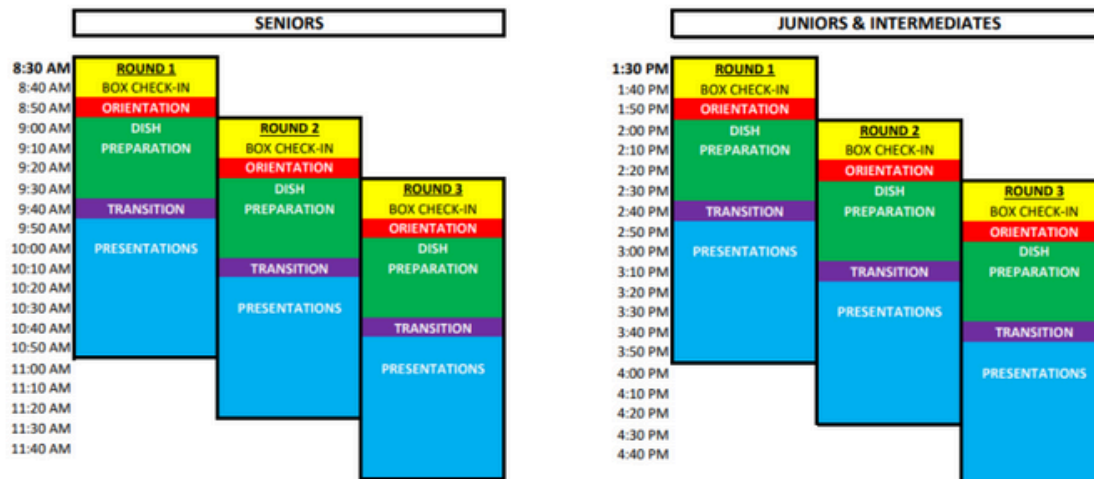 SENIORS
8:30 AM ROUND 1
8:40 AM BOX CHECK-IN
8:50 AM ORIENTATION
9:00 AM DISH ROUND 2
9:10 AM PREPARATION BOX CHECK-IN
9:20 AM ORIENTATION
9:30 AM DISH ROUND 3
9:40 AM TRANSITION PREPARATION BOX CHECK-IN
9:50 AM ORIENTATION
10:00 AM PRESENTATIONS DISH
10:10 AM TRANSITION PREPARATION
10:20 AM
10:30 AM PRESENTATIONS
10:40 AM TRANSITION
10:50 AM
11:00 AM PRESENTATIONS
11:10 AM
11:20 AM
11:30 AM
11:40 AM
JUNIORS & INTERMEDIATES
1:30 PM ROUND 1
1:40 PM BOX CHECK-IN
1:50 PM ORIENTATION
2:00 PM DISH ROUND 2
2:10 PM PREPARATION BOX CHECK-IN
2:20 PM ORIENTATION
2:30 PM DISH ROUND 3
2:40 PM TRANSITION PREPARATION BOX CHECK-IN
2:50 PM ORIENTATION
3:00 PM PRESENTATIONS DISH
3:10 PM TRANSITION PREPARATION
3:20 PM
3:30 PM PRESENTATIONS
3:40 PM TRANSITION
3:50 PM
4:00 PM PRESENTATIONS
4:10 PM
4:20 PM
4:30 PM
4:40 PM